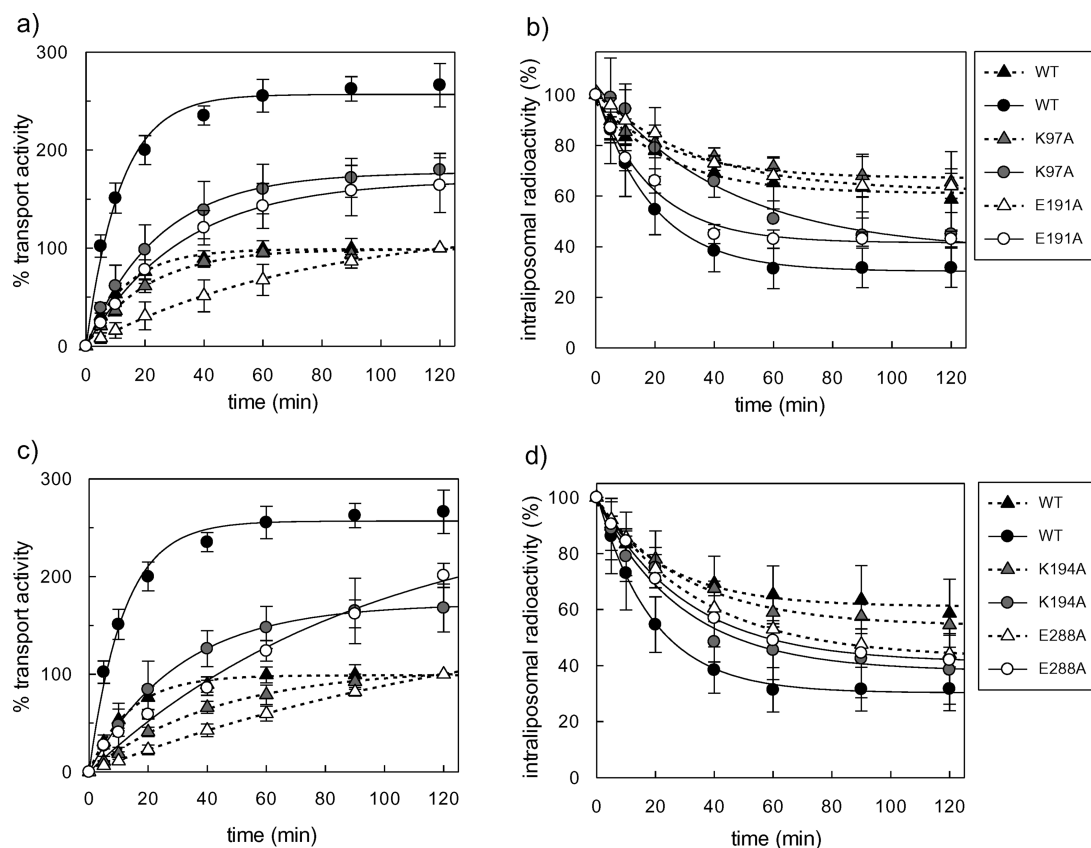 a)
% transport activity
300
200
100
0
0 20 40 60 80 100 120
time (min)
b)
intraliposomal radioactivity (%)
100
80
60
40
20
0
0 20 40 60 80 100 120
time (min)
WT
WT
K97A
K97A
E191A
E191A
c)
% transport activity
300
200
100
0
0 20 40 60 80 100 120
time (min)
d)
intraliposomal radioactivity (%)
100
80
60
40
20
0
0 20 40 60 80 100 120
time (min)
WT
WT
K194A
K194A
E288A
E288A